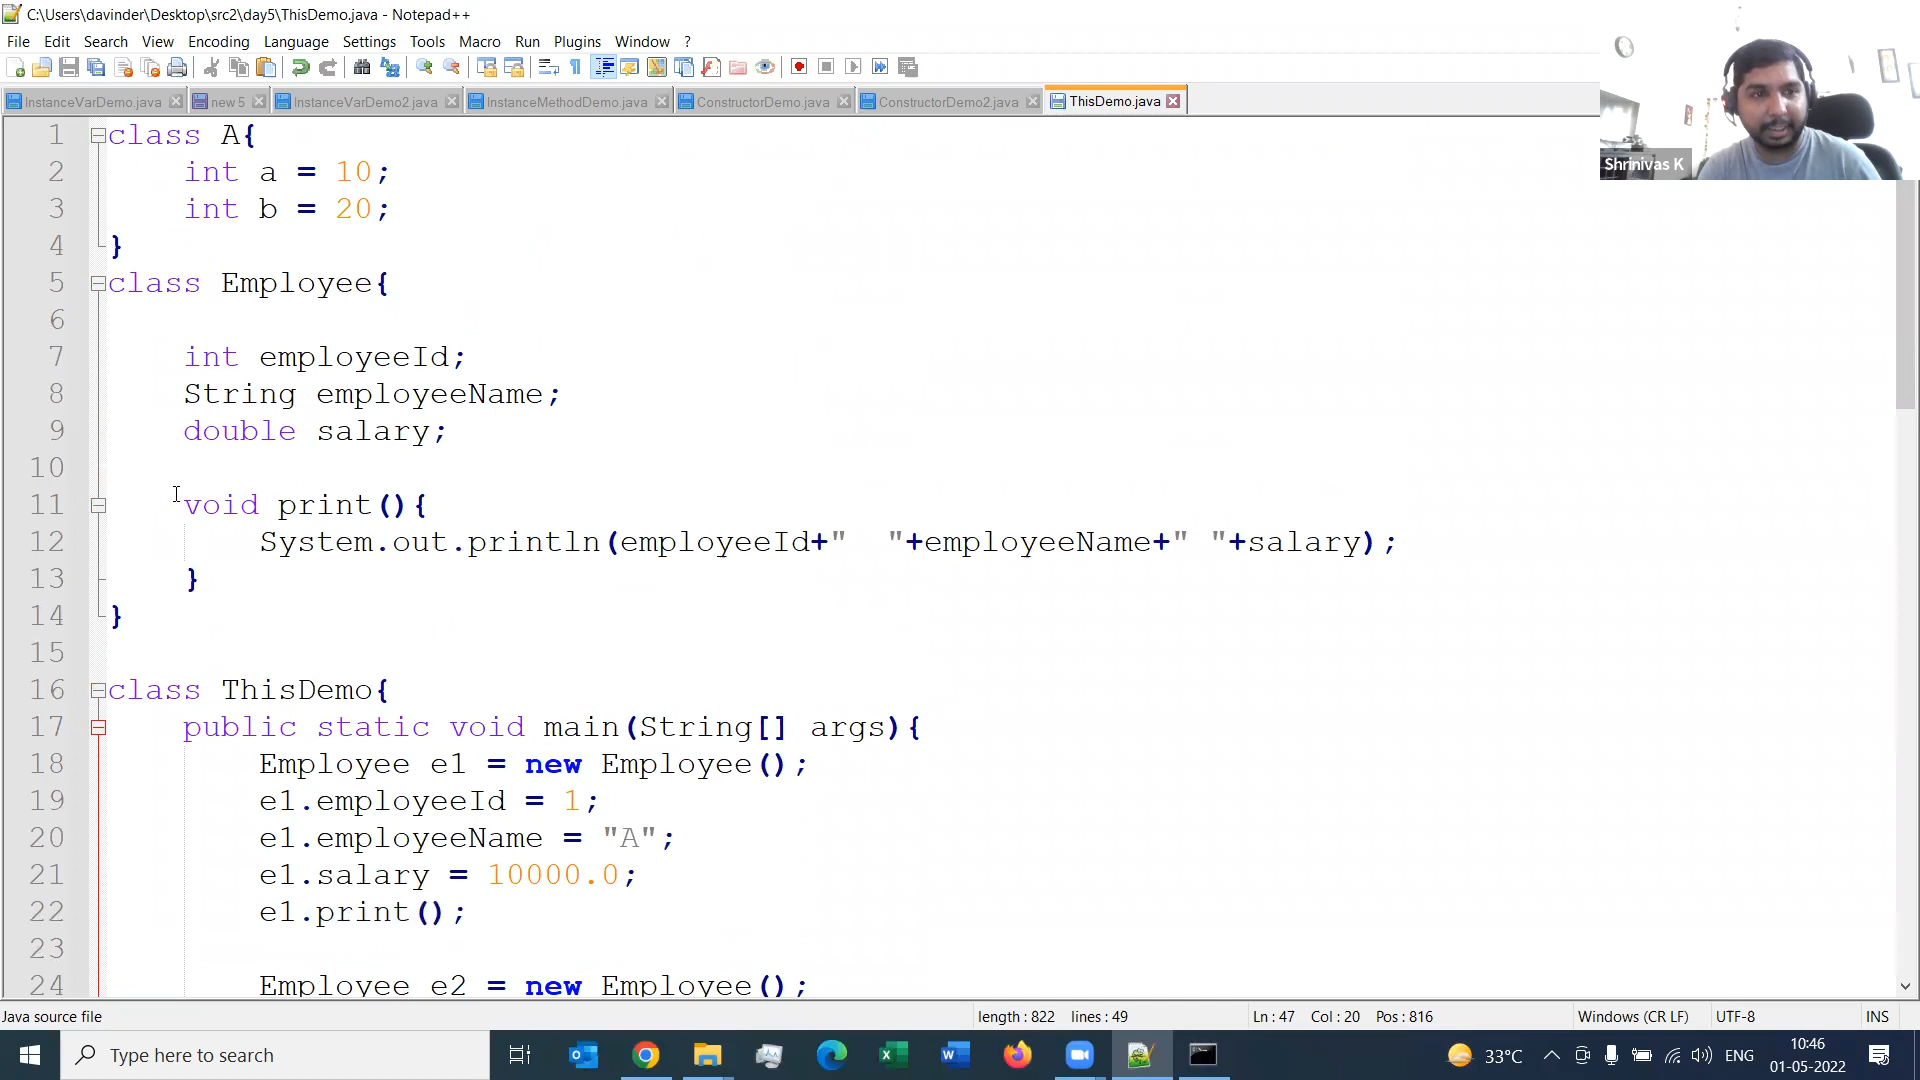 C:\Users\davinder\Desktop\src2\day5\ThisDemo.java - Notepad++
File Edit Search View Encoding Language Settings Tools Macro Run Plugins Window ?
InstanceVarDemo.java new 5 InstanceVarDemo2.java InstanceMethodDemo.java ConstructorDemo.java ConstructorDemo2.java ThisDemo.java
Shrinivas K
1 class A{
2 int a = 10;
3 int b = 20;
4 }
5 class Employee{
6
7 int employeeId;
8 String employeeName;
9 double salary;
10
11 void print(){
12 System.out.println(employeeId+"  "+employeeName+" "+salary);
13 }
14 }
15
16 class ThisDemo{
17 public static void main(String[] args){
18 Employee e1 = new Employee();
19 e1.employeeId = 1;
20 e1.employeeName = "A";
21 e1.salary = 10000.0;
22 e1.print();
23
24 Employee e2 = new Employee();
Java source file length : 822 lines : 49 Ln : 47 Col : 20 Pos : 816 Windows (CR LF) UTF-8 INS
Type here to search 33°C ENG 10:46
01-05-2022